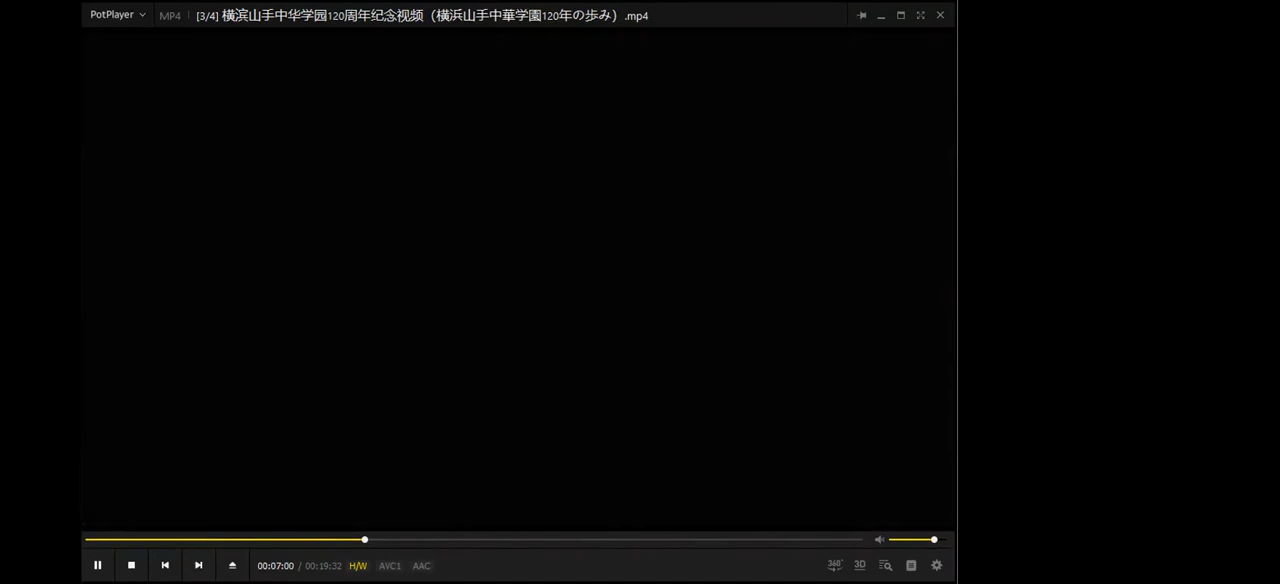 PotPlayer MP4 [3/4] 横滨山手中华学园120周年纪念视频（横浜山手中華学園120年の歩み）.mp4
00:07:00 / 00:19:32 H/W AVC1 AAC 360° 3D